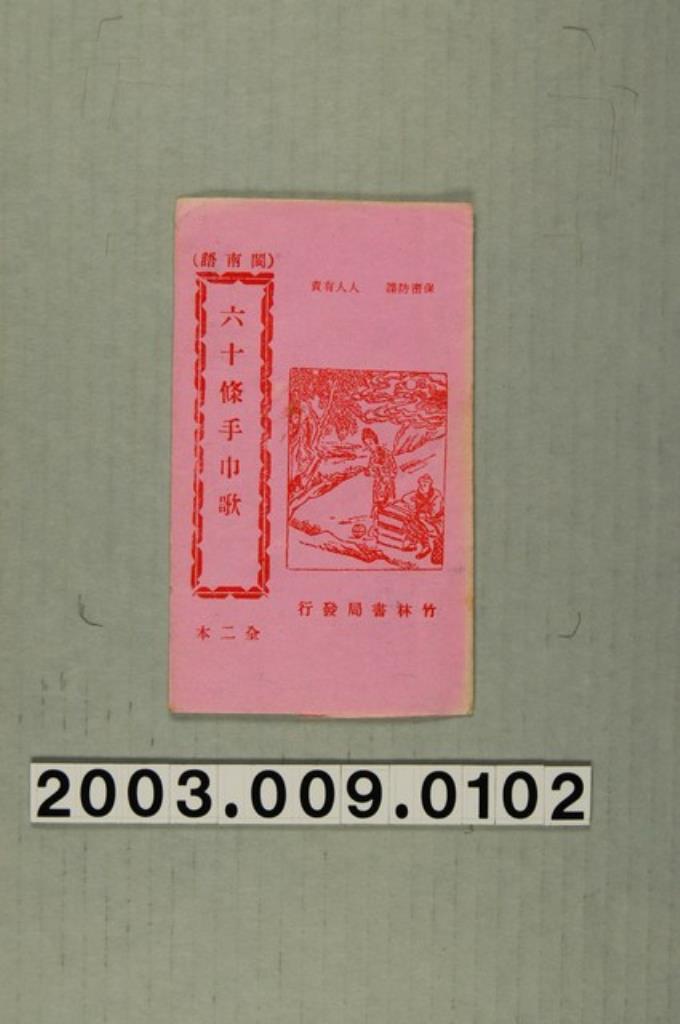 (閩南語)
六十條手巾歌
全二本
保密防諜 人人有責
竹林書局發行
2003.009.0102